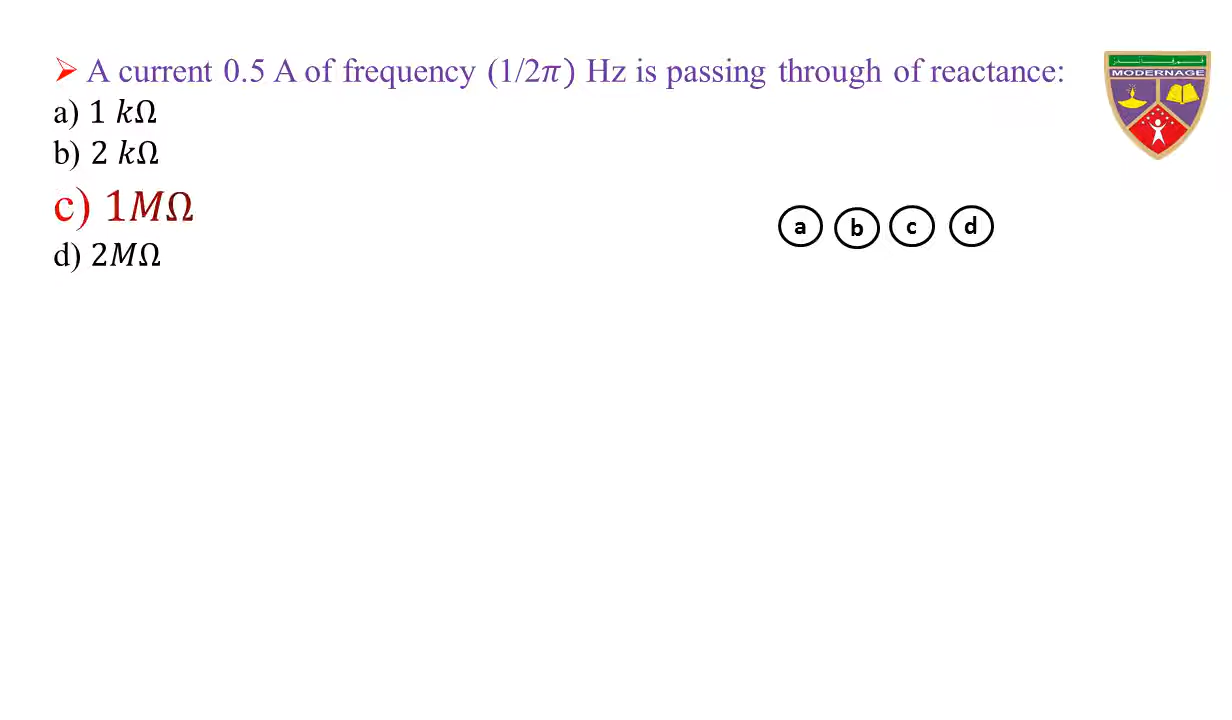 ➢ A current 0.5 A of frequency (1/2𝜋) Hz is passing through of reactance:
a) 1 𝑘Ω
b) 2 𝑘Ω
c) 1𝑀Ω
d) 2𝑀Ω
a b c d
MODERNAGE